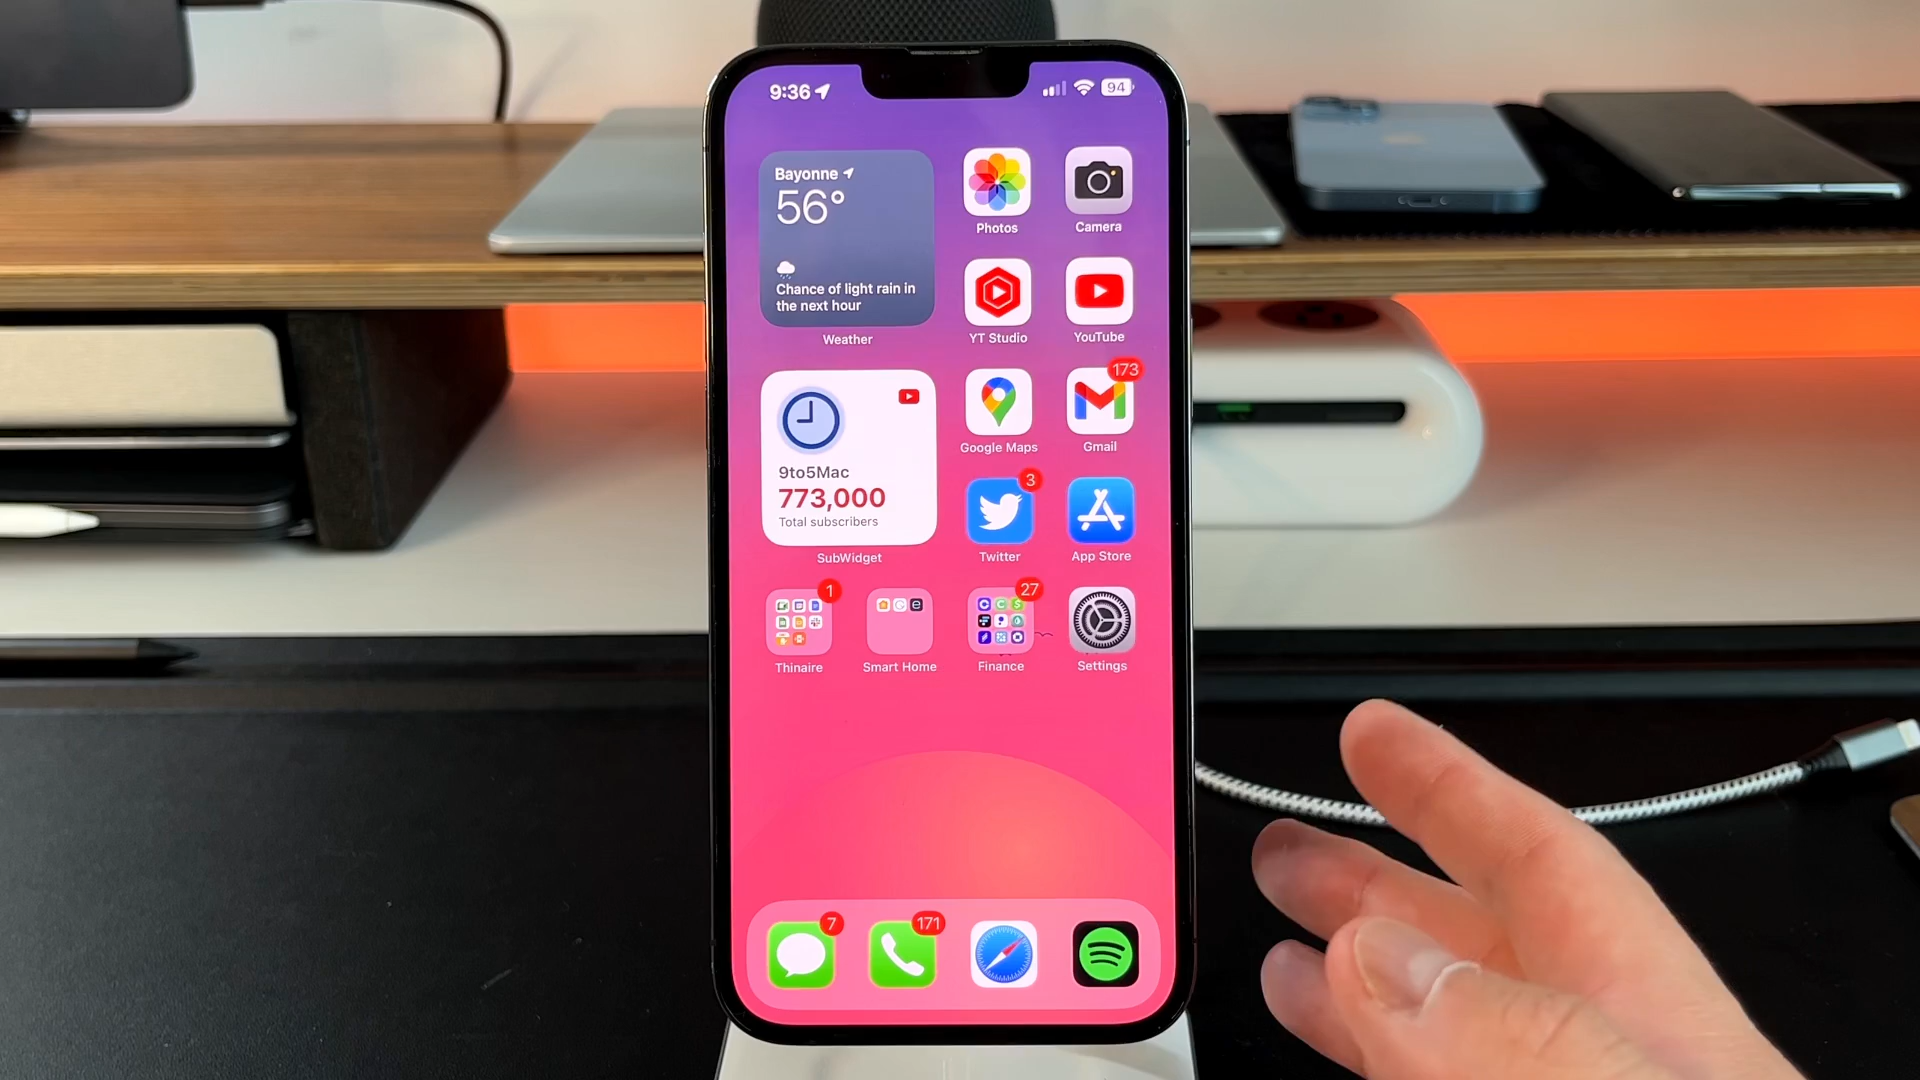 9:36
94
Bayonne
56°
Chance of light rain in
the next hour
Weather
Photos
Camera
YT Studio
YouTube
9to5Mac
773,000
Total subscribers
SubWidget
173
Google Maps
Gmail
3
Twitter
App Store
1
27
Thinaire
Smart Home
Finance
Settings
7
171